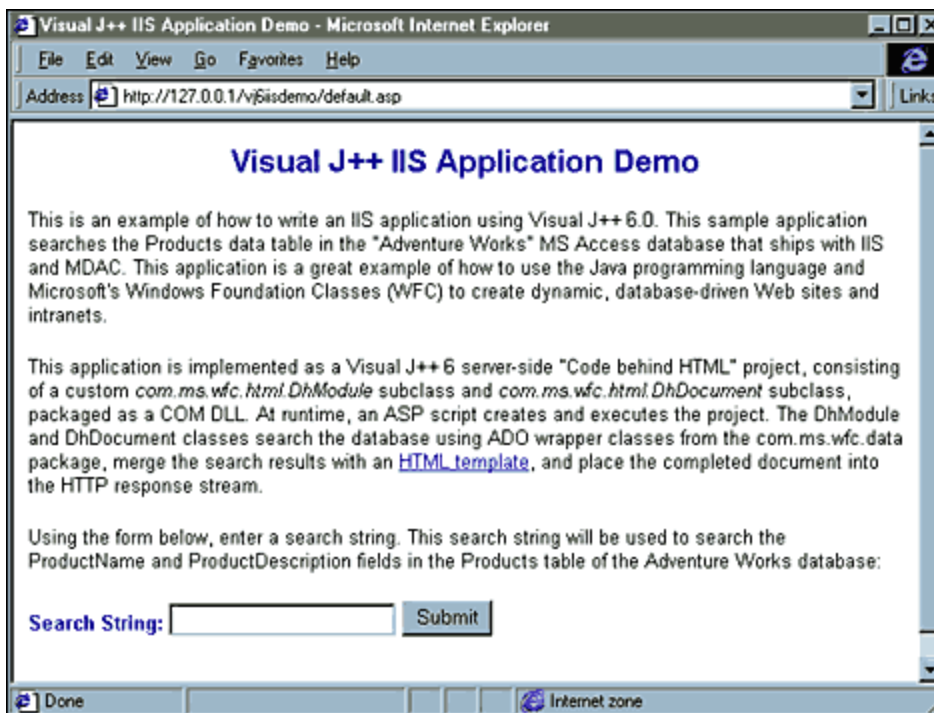 Visual J++ IIS Application Demo - Microsoft Internet Explorer
File Edit View Go Favorites Help
Address http://127.0.0.1/vj6iisdemo/default.asp Links
Visual J++ IIS Application Demo
This is an example of how to write an IIS application using Visual J++ 6.0. This sample application
searches the Products data table in the "Adventure Works" MS Access database that ships with IIS
and MDAC. This application is a great example of how to use the Java programming language and
Microsoft's Windows Foundation Classes (WFC) to create dynamic, database-driven Web sites and
intranets.
This application is implemented as a Visual J++ 6 server-side "Code behind HTML" project, consisting
of a custom com.ms.wfc.html.DhModule subclass and com.ms.wfc.html.DhDocument subclass,
packaged as a COM DLL. At runtime, an ASP script creates and executes the project. The DhModule
and DhDocument classes search the database using ADO wrapper classes from the com.ms.wfc.data
package, merge the search results with an HTML template, and place the completed document into
the HTTP response stream.
Using the form below, enter a search string. This search string will be used to search the
ProductName and ProductDescription fields in the Products table of the Adventure Works database:
Search String: Submit
Done Internet zone